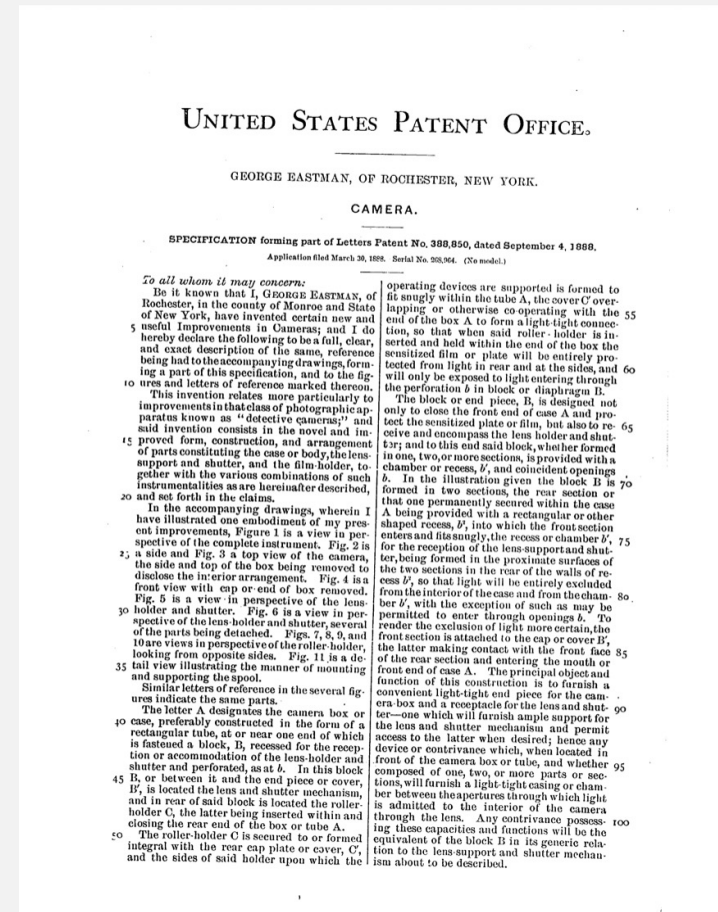 UNITED STATES PATENT OFFICE.
GEORGE EASTMAN, OF ROCHESTER, NEW YORK.
CAMERA.
SPECIFICATION forming part of Letters Patent No. 388,850, dated September 4, 1888.
Application filed March 30, 1888. Serial No. 268,964. (No model.)
To all whom it may concern:
Be it known that I, GEORGE EASTMAN, of
Rochester, in the county of Monroe and State
of New York, have invented certain new and
5 useful Improvements in Cameras; and I do
hereby declare the following to be a full, clear,
and exact description of the same, reference
being had to the accompanying drawings, form-
ing a part of this specification, and to the fig-
10 ures and letters of reference marked thereon.
This invention relates more particularly to
improvements in that class of photographic ap-
paratus known as "detective cameras;" and
said invention consists in the novel and im-
15 proved form, construction, and arrangement
of parts constituting the case or body, the lens-
support and shutter, and the film-holder, to-
gether with the various combinations of such
instrumentalities as are hereinafter described,
20 and set forth in the claims.
In the accompanying drawings, wherein I
have illustrated one embodiment of my pres-
ent improvements, Figure 1 is a view in per-
spective of the complete instrument. Fig. 2 is
25 a side and Fig. 3 a top view of the camera,
the side and top of the box being removed to
disclose the interior arrangement. Fig. 4 is a
front view with cap or end of box removed.
Fig. 5 is a view in perspective of the lens-
30 holder and shutter. Fig. 6 is a view in per-
spective of the lens-holder and shutter, several
of the parts being detached. Figs. 7, 8, 9, and
10 are views in perspective of the roller-holder,
looking from opposite sides. Fig. 11 is a de-
35 tail view illustrating the manner of mounting
and supporting the spool.
Similar letters of reference in the several fig-
ures indicate the same parts.
The letter A designates the camera box or
40 case, preferably constructed in the form of a
rectangular tube, at or near one end of which
is fastened a block, B, recessed for the recep-
tion or accommodation of the lens-holder and
shutter and perforated, as at b. In this block
45 B, or between it and the end piece or cover,
B', is located the lens and shutter mechanism,
and in rear of said block is located the roller-
holder C, the latter being inserted within and
closing the rear end of the box or tube A.
50 The roller-holder C is secured to or formed
integral with the rear cap plate or cover, C',
and the sides of said holder upon which the
operating devices are supported is formed to
fit snugly within the tube A, the cover C' over-
lapping or otherwise co-operating with the 55
end of the box A to form a light-tight connec-
tion, so that when said roller-holder is in-
serted and held within the end of the box the
sensitized film or plate will be entirely pro-
tected from light in rear and at the sides, and 60
will only be exposed to light entering through
the perforation b in block or diaphragm B.
The block or end piece, B, is designed not
only to close the front end of case A and pro-
tect the sensitized plate or film, but also to re- 65
ceive and encompass the lens holder and shut-
ter; and to this end said block, whether formed
in one, two, or more sections, is provided with a
chamber or recess, b', and coincident openings
b. In the illustration given the block B is 70
formed in two sections, the rear section or
that one permanently secured within the case
A being provided with a rectangular or other
shaped recess, b², into which the front section
enters and fits snugly, the recess or chamber b', 75
for the reception of the lens-support and shut-
ter, being formed in the proximate surfaces of
the two sections in the rear of the walls of re-
cess b², so that light will be entirely excluded
from the interior of the case and from the cham- 80
ber b', with the exception of such as may be
permitted to enter through openings b. To
render the exclusion of light more certain, the
front section is attached to the cap or cover B',
the latter making contact with the front face 85
of the rear section and entering the mouth or
front end of case A. The principal object and
function of this construction is to furnish a
convenient light-tight end piece for the cam-
era-box and a receptacle for the lens and shut- 90
ter—one which will furnish ample support for
the lens and shutter mechanism and permit
access to the latter when desired; hence any
device or contrivance which, when located in
front of the camera box or tube, and whether 95
composed of one, two, or more parts or sec-
tions, will furnish a light-tight casing or cham-
ber between the apertures through which light
is admitted to the interior of the camera
through the lens. Any contrivance possess- 100
ing these capacities and functions will be the
equivalent of the block B in its generic rela-
tion to the lens-support and shutter mechan-
ism about to be described.